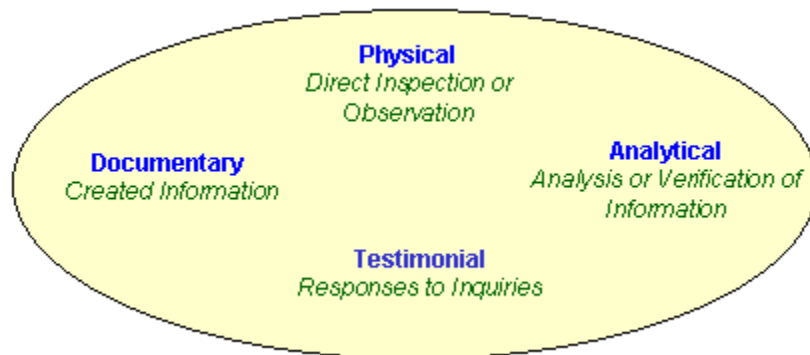 Physical
Direct Inspection or
Observation
Documentary
Created Information
Analytical
Analysis or Verification of
Information
Testimonial
Responses to Inquiries